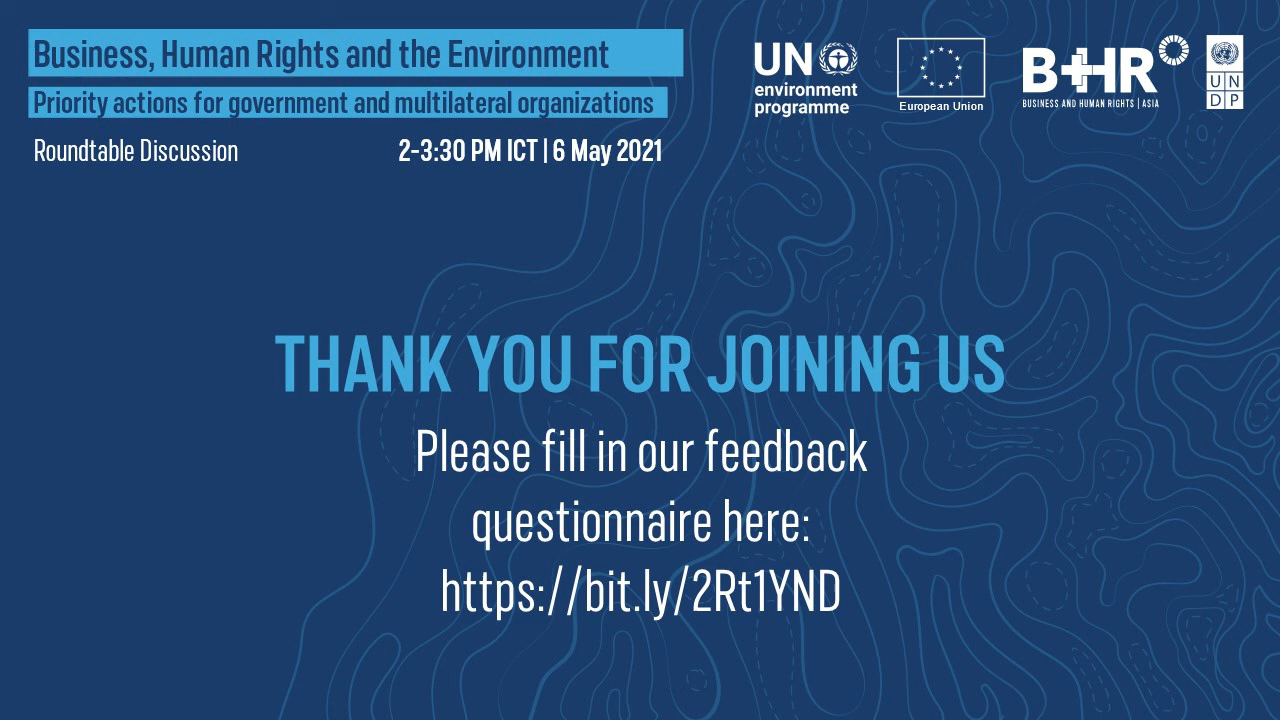 Business, Human Rights and the Environment
Priority actions for government and multilateral organizations
Roundtable Discussion
2-3:30 PM ICT | 6 May 2021
UN
environment
programme
European Union
B+HR
BUSINESS AND HUMAN RIGHTS | ASIA
U N
D P
THANK YOU FOR JOINING US
Please fill in our feedback
questionnaire here:
https://bit.ly/2Rt1YND